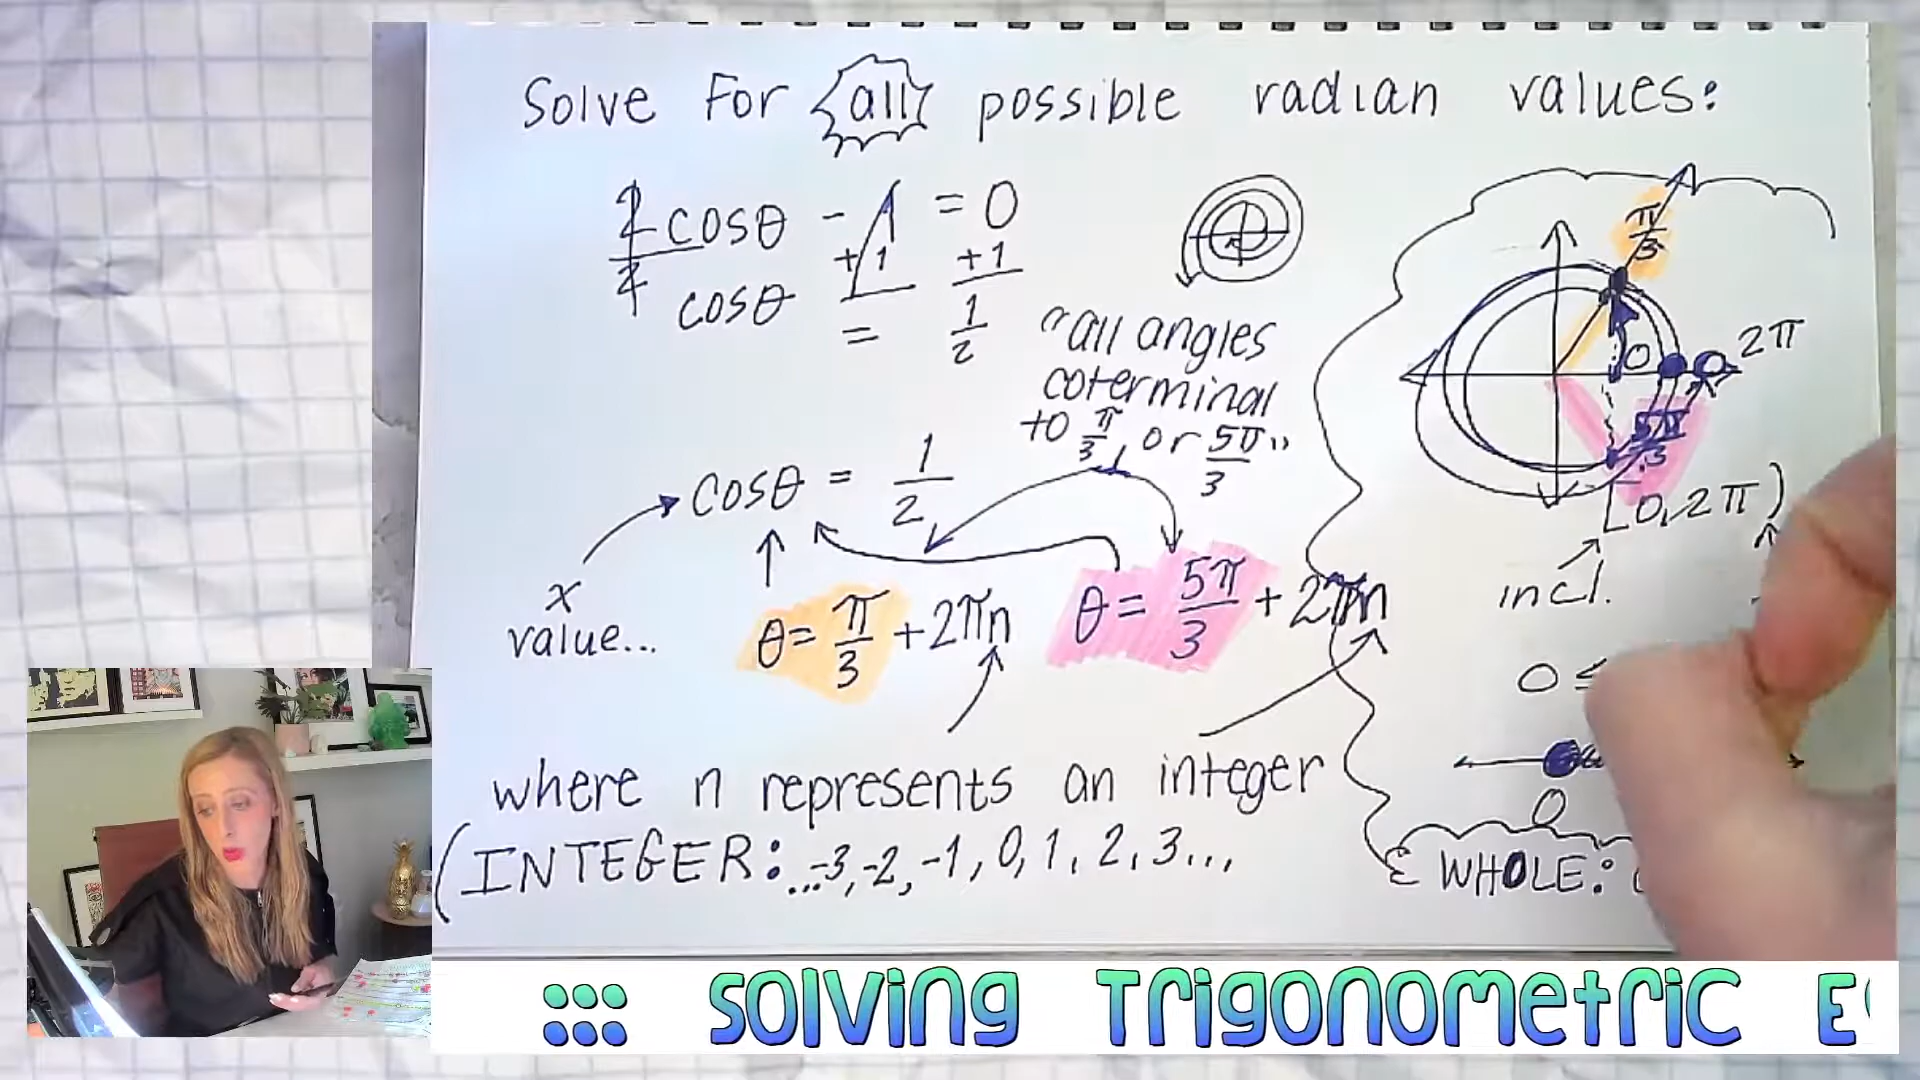 Solve For all possible radian values:
2 cosθ - 1 = 0
+1 +1
2
cosθ = 1/2
"all angles
coterminal
to π/3, or 5π/3"
cosθ = 1/2
x
value...
θ = π/3 + 2πn
θ = 5π/3 + 2πn
where n represents an integer
(INTEGER: ...-3, -2, -1, 0, 1, 2, 3...,
π/3
0
2π
5π/3
[0, 2π)
incl.
0 ≤
0
WHOLE:
::: Solving Trigonometric E